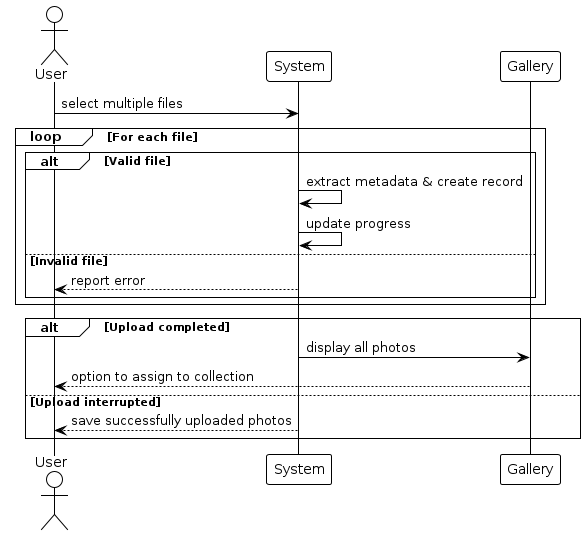 User
System
Gallery
select multiple files
loop [For each file]
alt [Valid file]
extract metadata & create record
update progress
[Invalid file]
report error
alt [Upload completed]
display all photos
option to assign to collection
[Upload interrupted]
save successfully uploaded photos
User
System
Gallery